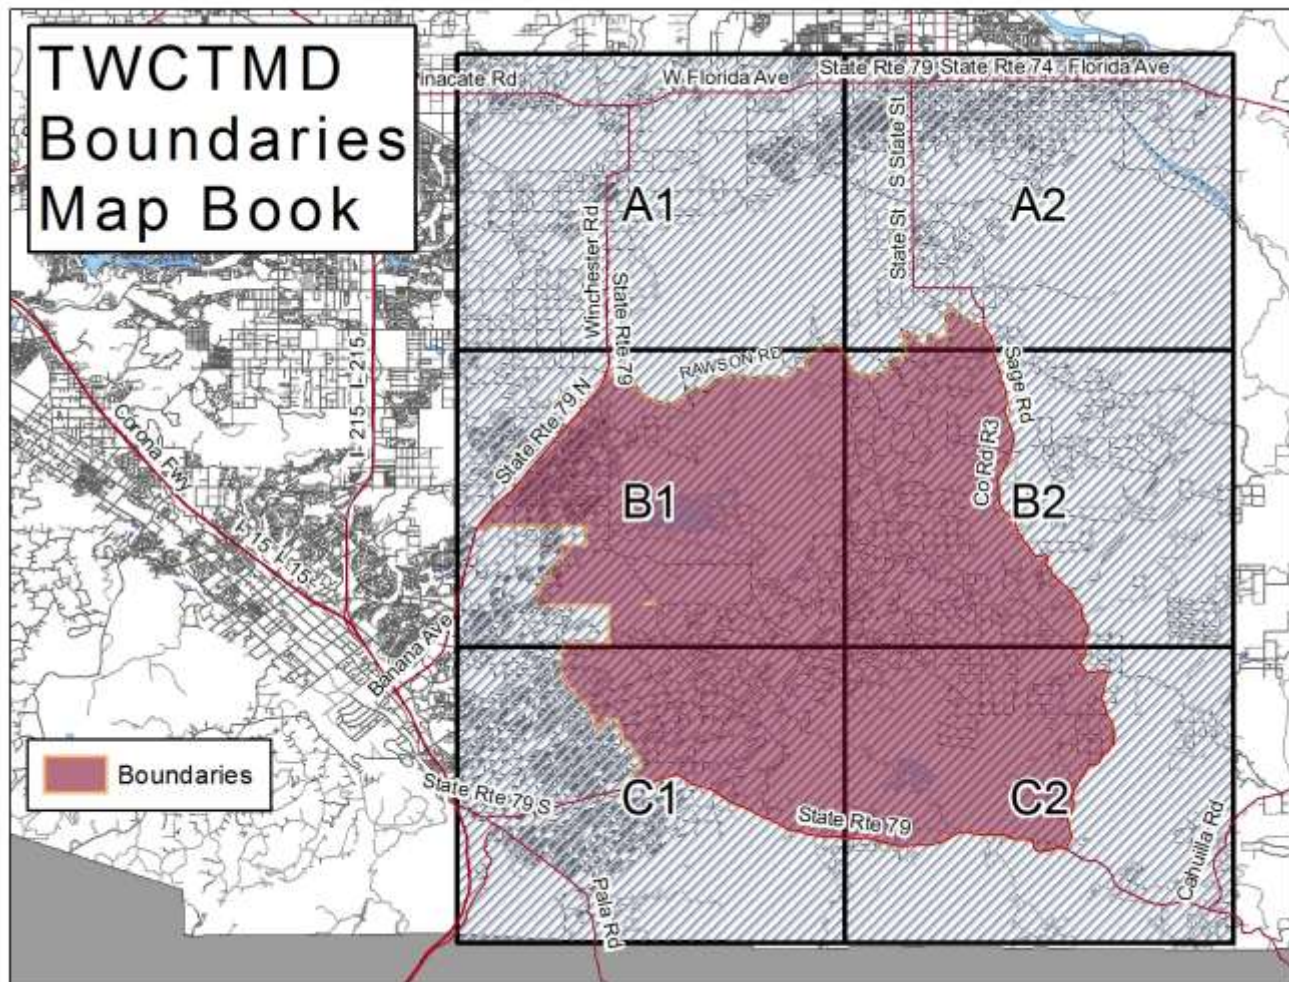 TWCTMD
Boundaries
Map Book
inacate Rd
W Florida Ave
State Rte 79
State Rte 74
Florida Ave
S State St
State St
A1
A2
Winchester Rd
State Rte 79
RAWSON RD
Sage Rd
State Rte 79 N
Co Rd R3
I- 215 I- 215
Corona Fwy
I- 15 I- 15
B1
B2
Banana Ave
Boundaries
State Rte 79 S
C1
C2
State Rte 79
Cahuilla Rd
Pala Rd